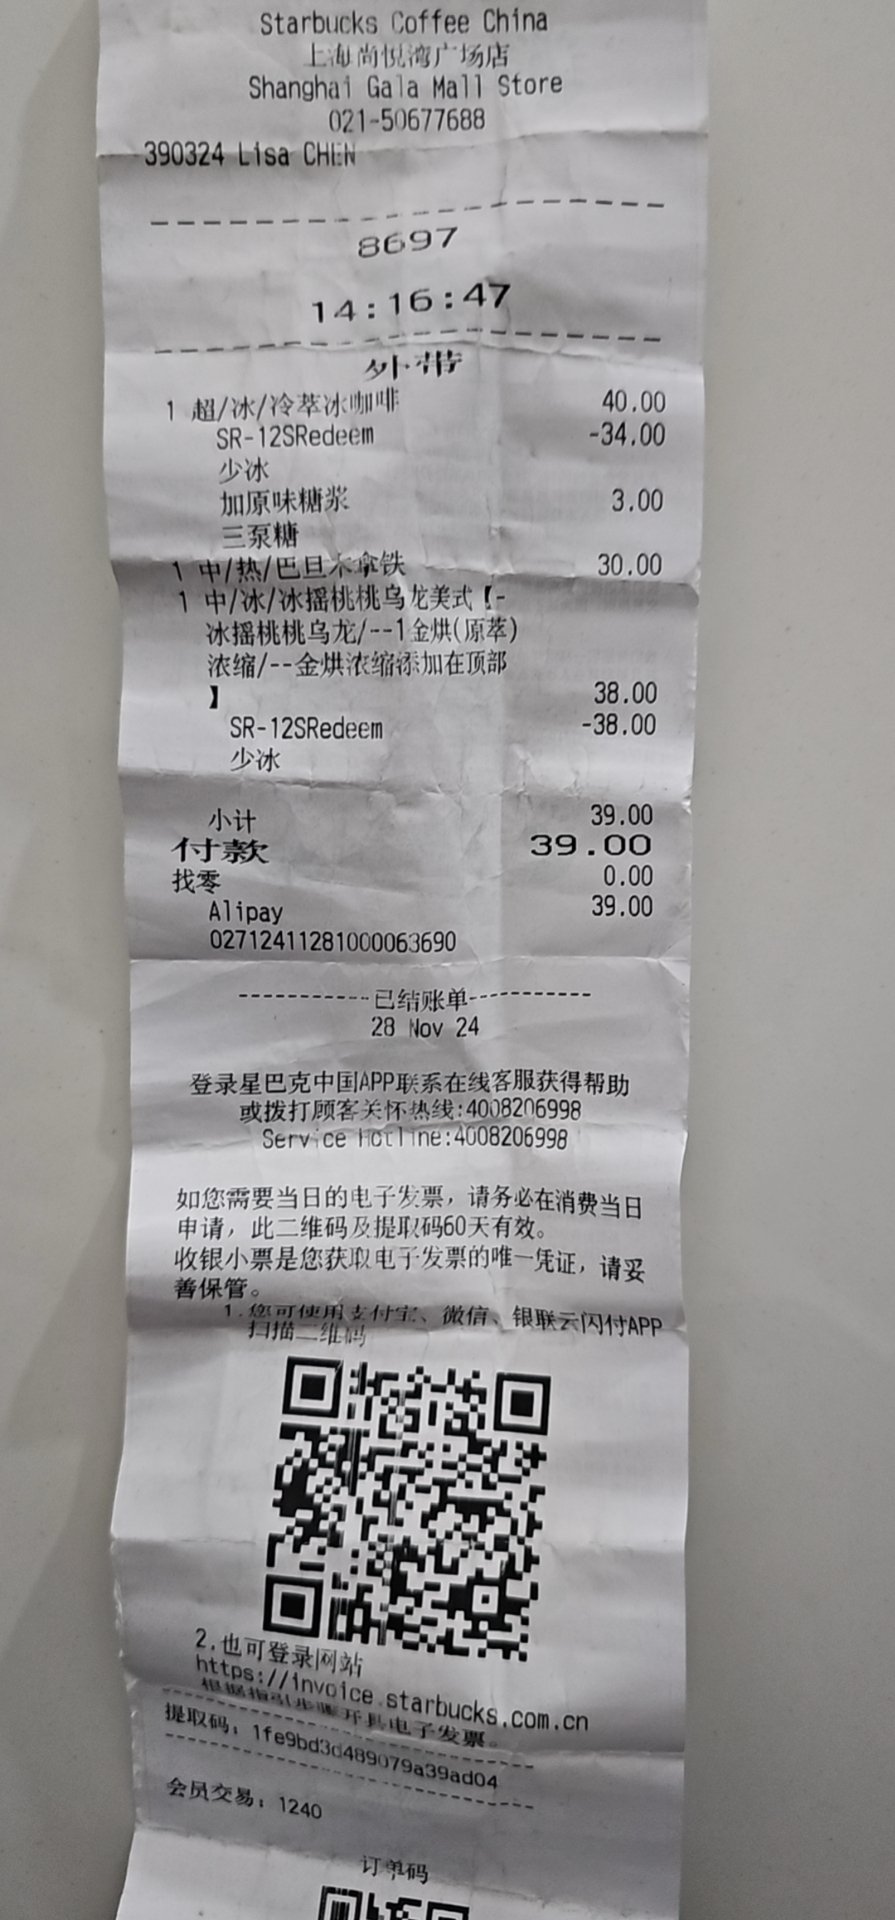 Starbucks Coffee China
上海尚悦湾广场店
Shanghai Gala Mall Store
021-50677688
390324 Lisa CHEN
8697
14:16:47
外带
1 超/冰/冷萃冰咖啡 40.00
SR-12SRedeem -34.00
少冰
加原味糖浆 3.00
三泵糖
1 中/热/巴旦木拿铁 30.00
1 中/冰/冰摇桃桃乌龙美式【-
冰摇桃桃乌龙/--1金烘(原萃)
浓缩/--金烘浓缩添加在顶部
】 38.00
SR-12SRedeem -38.00
少冰
小计 39.00
付款 39.00
找零 0.00
Alipay 39.00
02712411281000063690
-----------已结账单-----------
28 Nov 24
登录星巴克中国APP联系在线客服获得帮助
或拨打顾客关怀热线:4008206998
Service Hotline:4008206998
如您需要当日的电子发票，请务必在消费当日
申请，此二维码及提取码60天有效。
收银小票是您获取电子发票的唯一凭证，请妥
善保管。
1.您可使用支付宝、微信、银联云闪付APP
扫描二维码
2.也可登录网站
https://invoice.starbucks.com.cn
根据指引步骤开具电子发票。
提取码：1fe9bd3d489079a39ad04
会员交易：1240
订单码